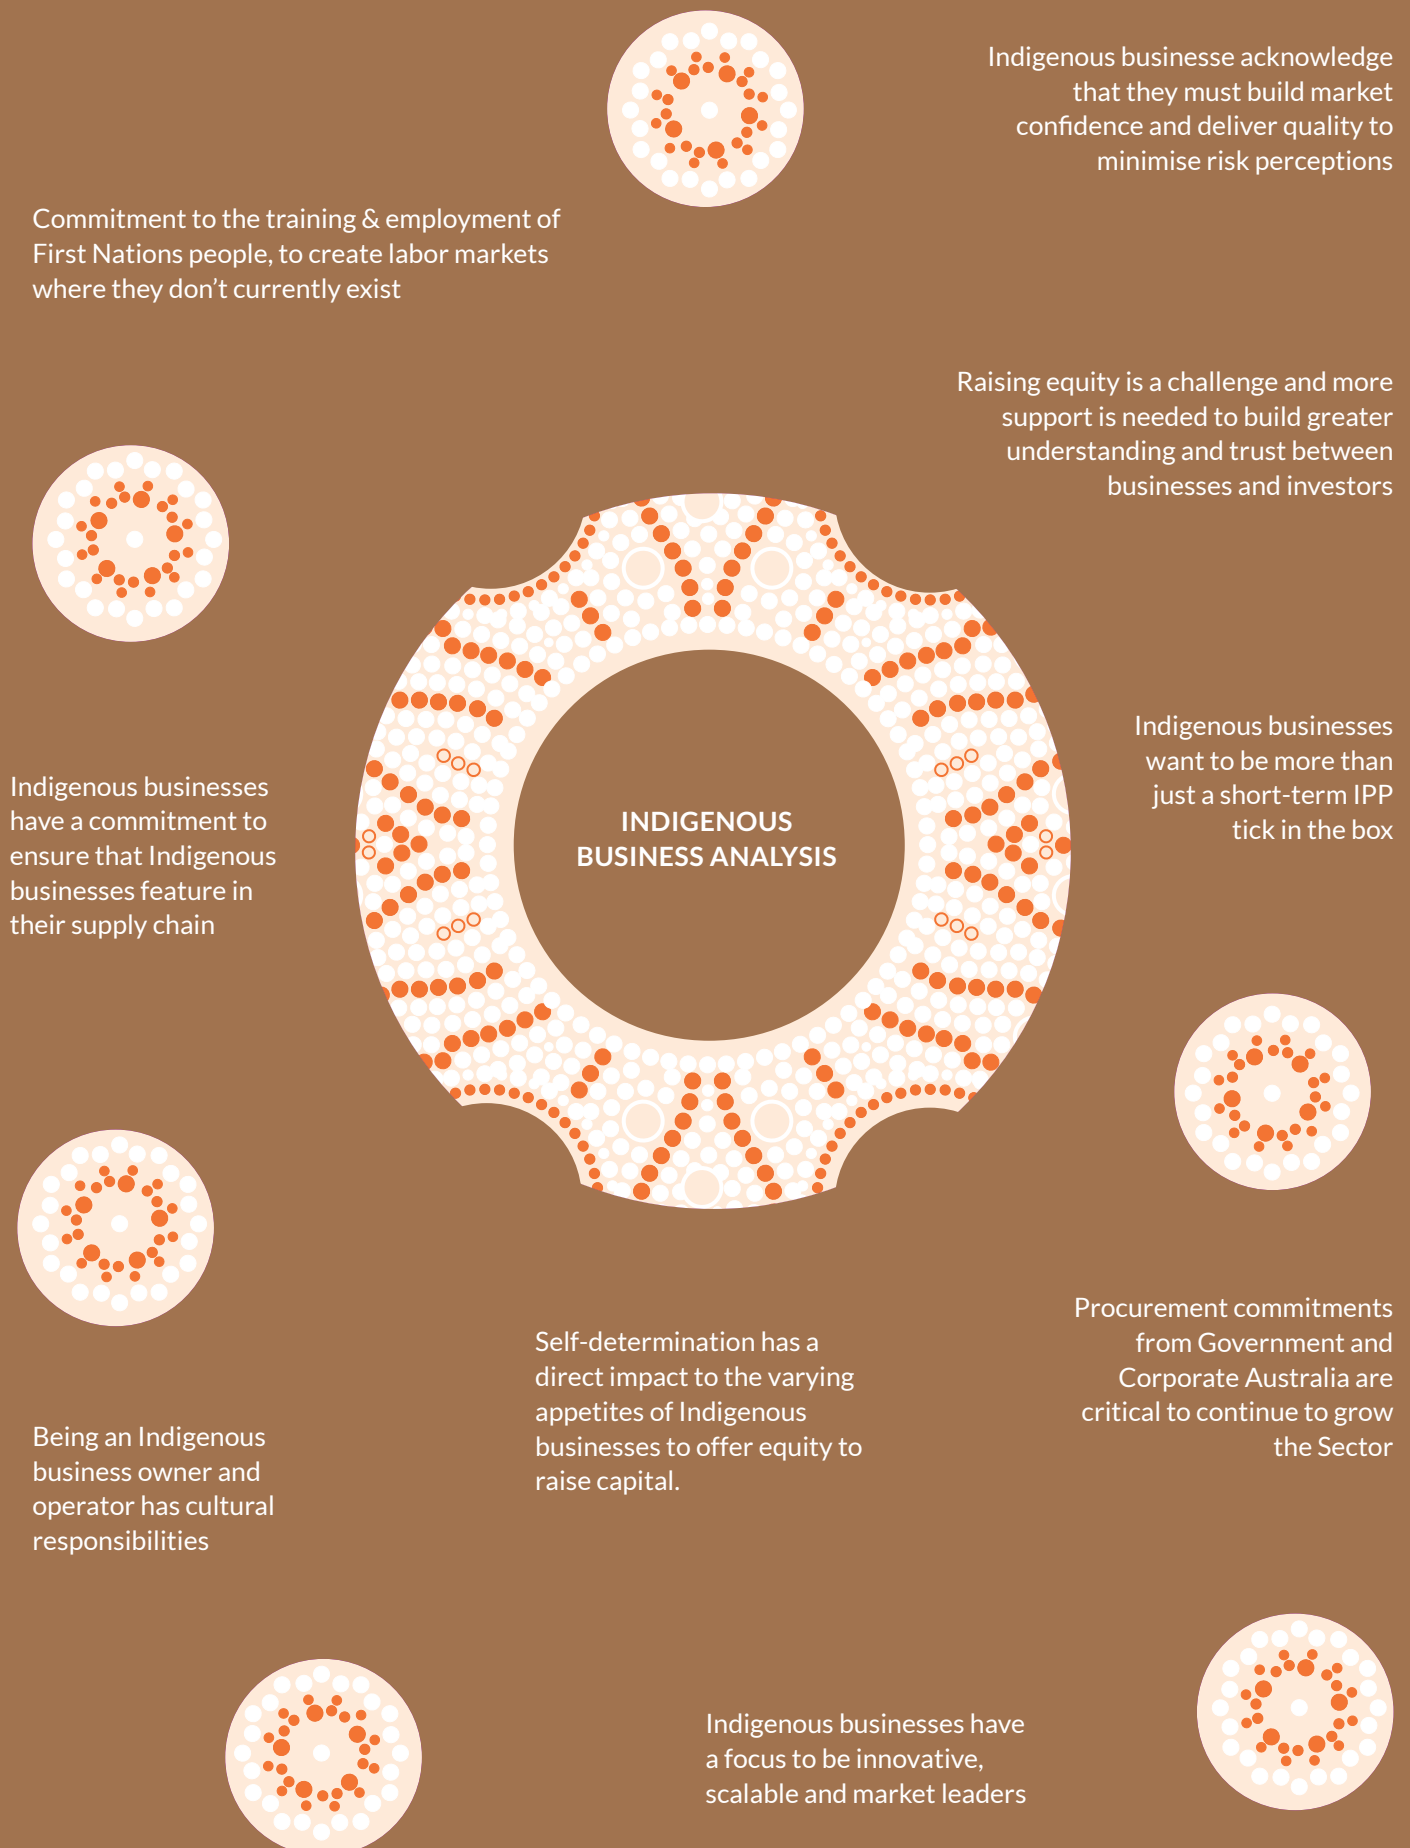 Indigenous businesse acknowledge
that they must build market
confidence and deliver quality to
minimise risk perceptions
Commitment to the training & employment of
First Nations people, to create labor markets
where they don't currently exist
Raising equity is a challenge and more
support is needed to build greater
understanding and trust between
businesses and investors
Indigenous businesses
want to be more than
just a short-term IPP
tick in the box
Indigenous businesses
have a commitment to
ensure that Indigenous
businesses feature in
their supply chain
INDIGENOUS
BUSINESS ANALYSIS
Procurement commitments
from Government and
Corporate Australia are
critical to continue to grow
the Sector
Self-determination has a
direct impact to the varying
appetites of Indigenous
businesses to offer equity to
raise capital.
Being an Indigenous
business owner and
operator has cultural
responsibilities
Indigenous businesses have
a focus to be innovative,
scalable and market leaders